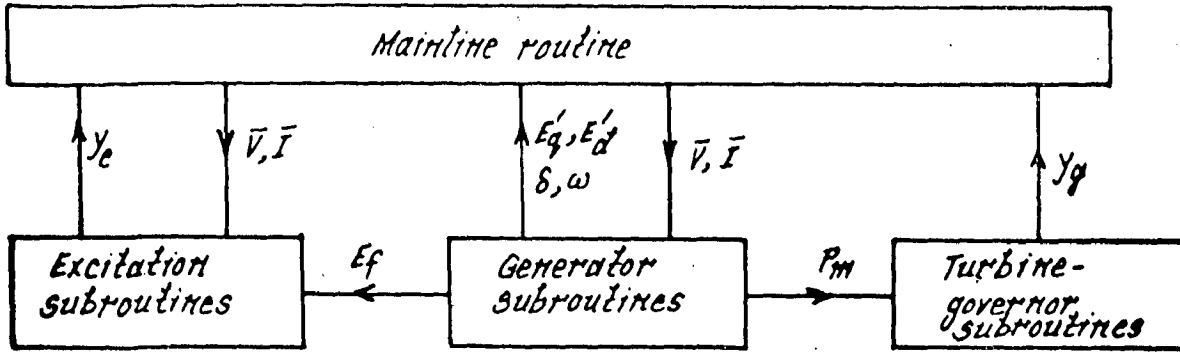 Mainline routine
y_e
V̄, Ī
E'_q, E'_d
δ, ω
V̄, Ī
y_g
Excitation
subroutines
E_f
Generator
subroutines
P_m
Turbine-
governor
subroutines